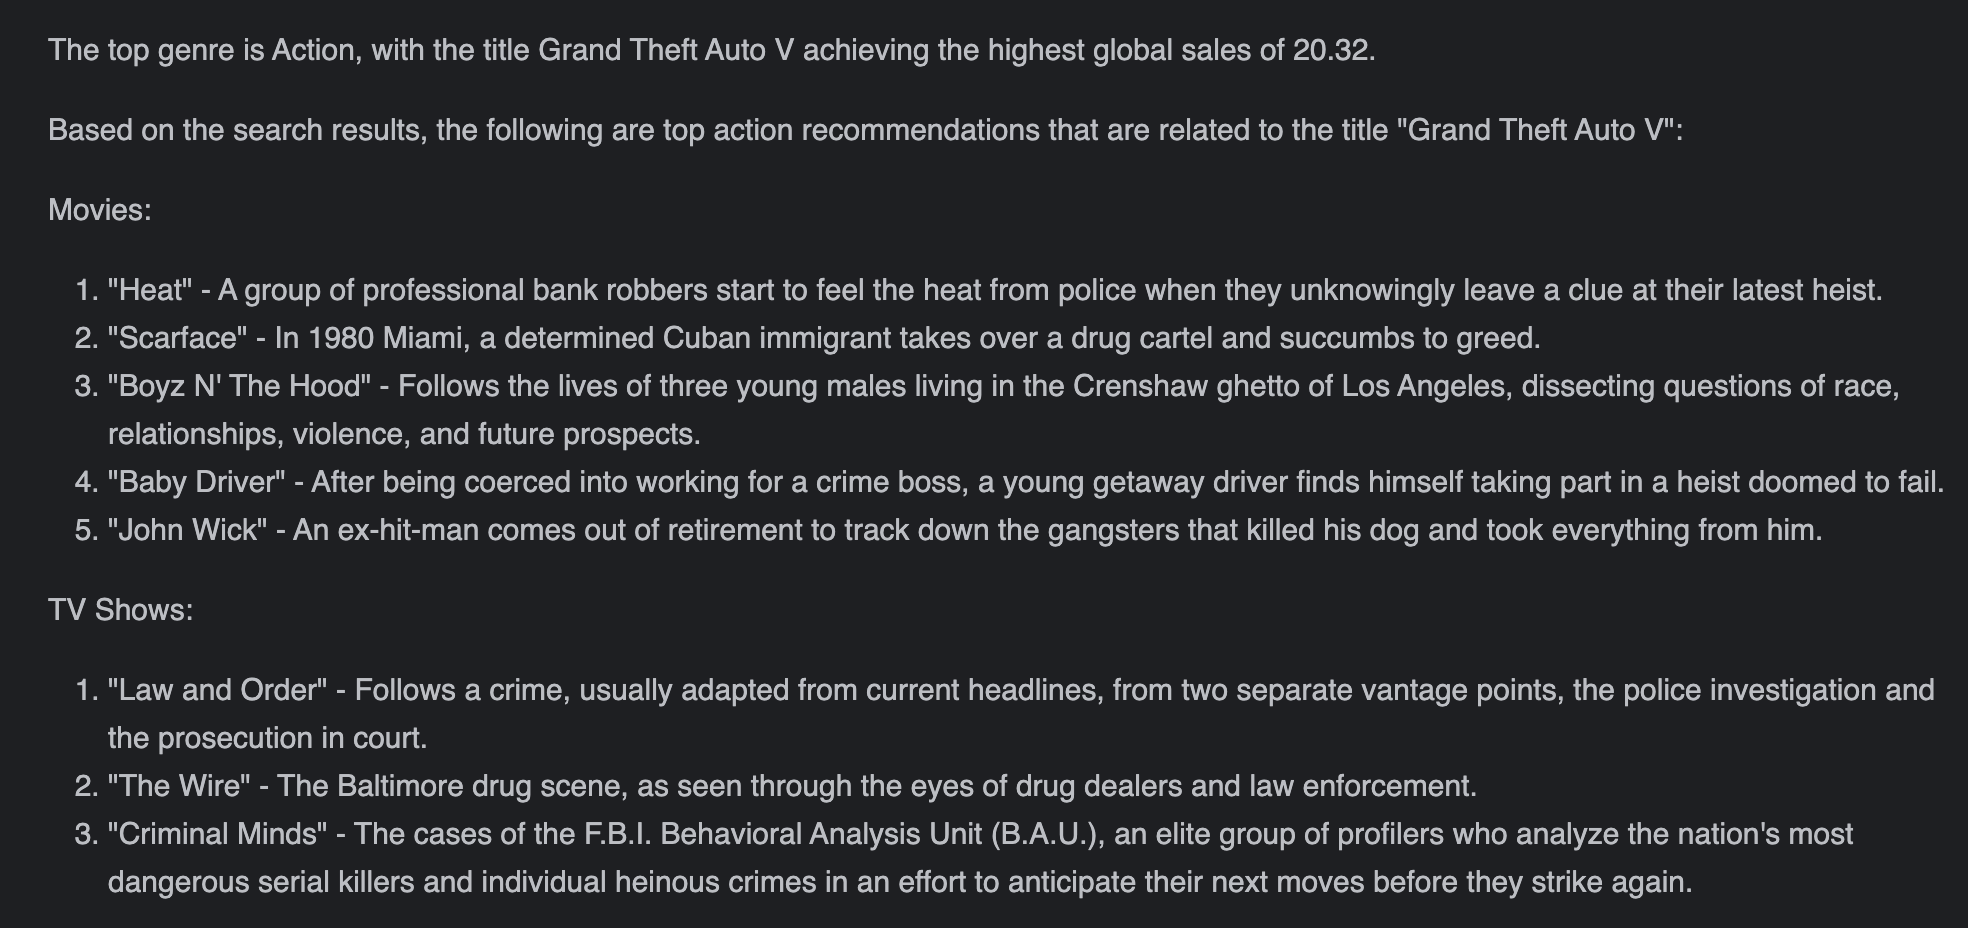 The top genre is Action, with the title Grand Theft Auto V achieving the highest global sales of 20.32.
Based on the search results, the following are top action recommendations that are related to the title "Grand Theft Auto V":
Movies:
1. "Heat" - A group of professional bank robbers start to feel the heat from police when they unknowingly leave a clue at their latest heist.
2. "Scarface" - In 1980 Miami, a determined Cuban immigrant takes over a drug cartel and succumbs to greed.
3. "Boyz N' The Hood" - Follows the lives of three young males living in the Crenshaw ghetto of Los Angeles, dissecting questions of race,
relationships, violence, and future prospects.
4. "Baby Driver" - After being coerced into working for a crime boss, a young getaway driver finds himself taking part in a heist doomed to fail.
5. "John Wick" - An ex-hit-man comes out of retirement to track down the gangsters that killed his dog and took everything from him.
TV Shows:
1. "Law and Order" - Follows a crime, usually adapted from current headlines, from two separate vantage points, the police investigation and
the prosecution in court.
2. "The Wire" - The Baltimore drug scene, as seen through the eyes of drug dealers and law enforcement.
3. "Criminal Minds" - The cases of the F.B.I. Behavioral Analysis Unit (B.A.U.), an elite group of profilers who analyze the nation's most
dangerous serial killers and individual heinous crimes in an effort to anticipate their next moves before they strike again.